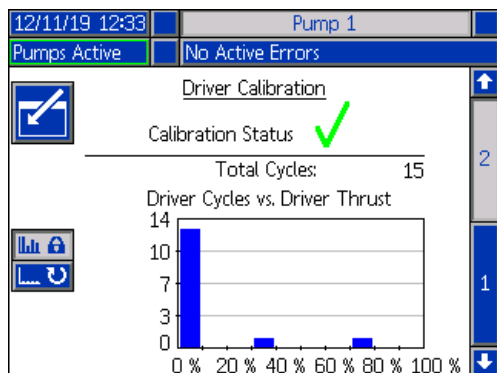 12/11/19 12:33 Pump 1
Pumps Active No Active Errors
Driver Calibration
Calibration Status
Total Cycles: 15
Driver Cycles vs. Driver Thrust
14
10
7
3
0
0 % 20 % 40 % 60 % 80 % 100 %
2
1